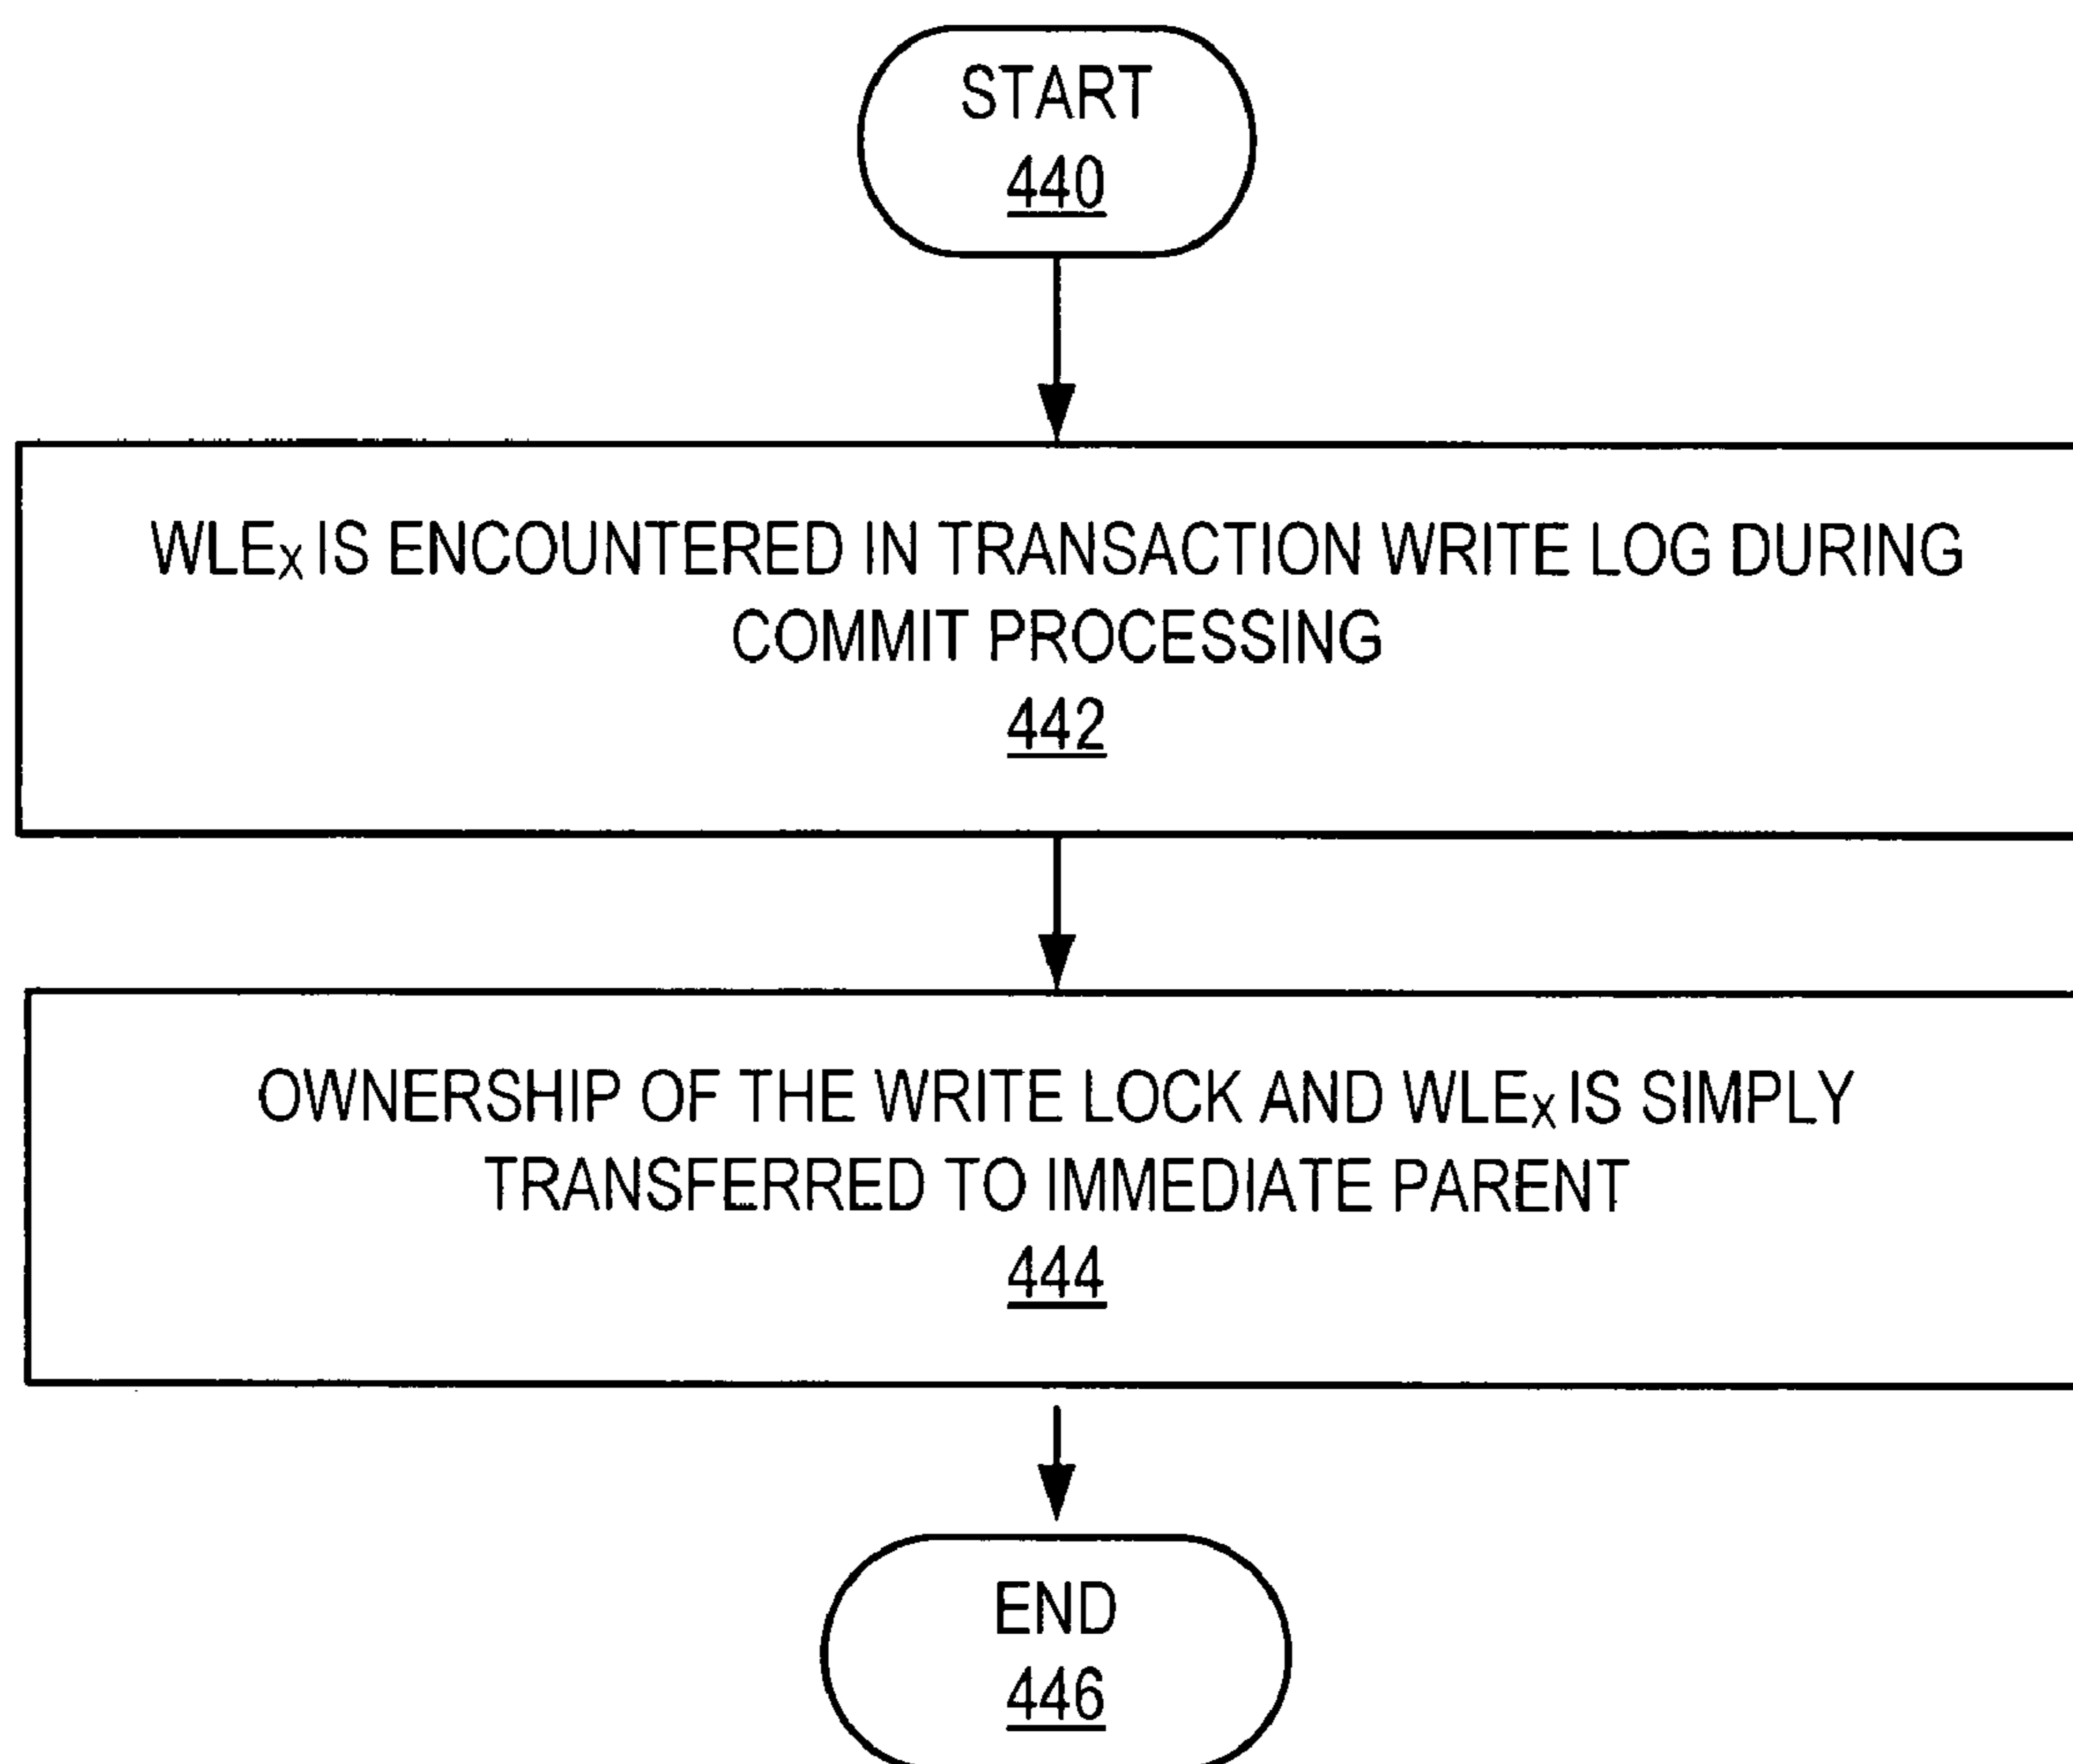 START
440
WLEX IS ENCOUNTERED IN TRANSACTION WRITE LOG DURING
COMMIT PROCESSING
442
OWNERSHIP OF THE WRITE LOCK AND WLEX IS SIMPLY
TRANSFERRED TO IMMEDIATE PARENT
444
END
446